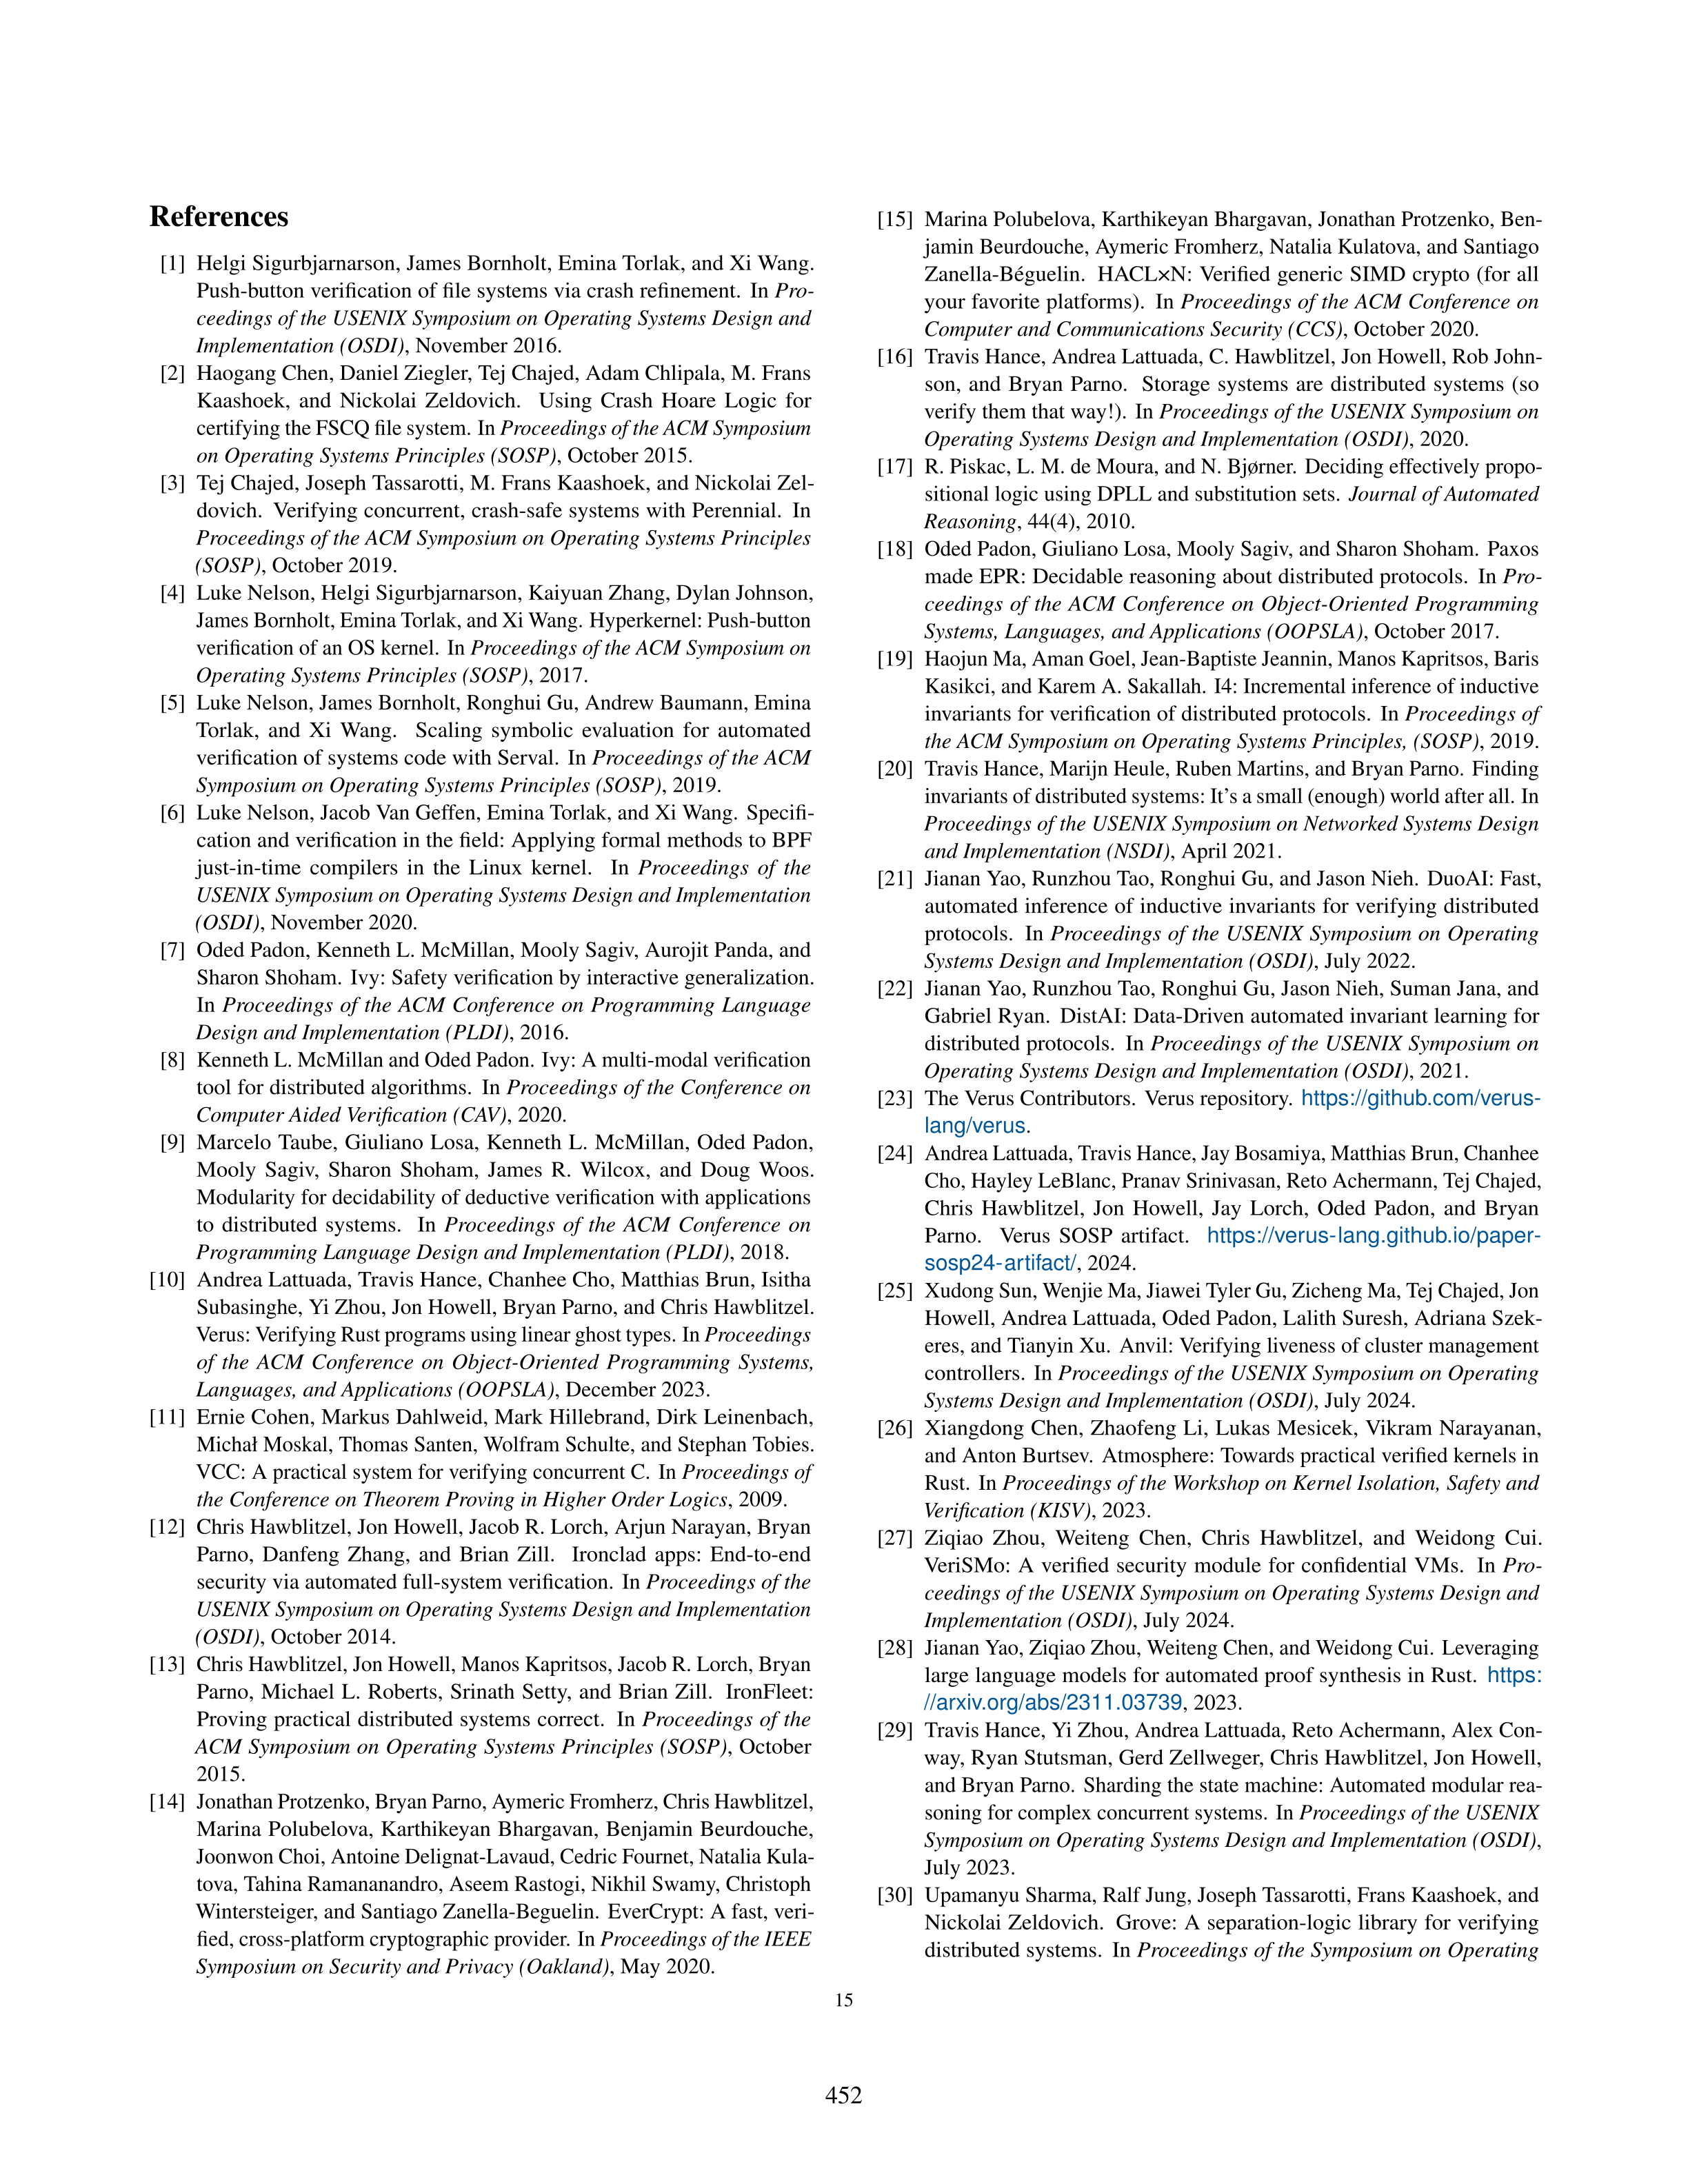 References
[1] Helgi Sigurbjarnarson, James Bornholt, Emina Torlak, and Xi Wang.
Push-button verification of file systems via crash refinement. In Pro-
ceedings of the USENIX Symposium on Operating Systems Design and
Implementation (OSDI), November 2016.
[2] Haogang Chen, Daniel Ziegler, Tej Chajed, Adam Chlipala, M. Frans
Kaashoek, and Nickolai Zeldovich. Using Crash Hoare Logic for
certifying the FSCQ file system. In Proceedings of the ACM Symposium
on Operating Systems Principles (SOSP), October 2015.
[3] Tej Chajed, Joseph Tassarotti, M. Frans Kaashoek, and Nickolai Zel-
dovich. Verifying concurrent, crash-safe systems with Perennial. In
Proceedings of the ACM Symposium on Operating Systems Principles
(SOSP), October 2019.
[4] Luke Nelson, Helgi Sigurbjarnarson, Kaiyuan Zhang, Dylan Johnson,
James Bornholt, Emina Torlak, and Xi Wang. Hyperkernel: Push-button
verification of an OS kernel. In Proceedings of the ACM Symposium on
Operating Systems Principles (SOSP), 2017.
[5] Luke Nelson, James Bornholt, Ronghui Gu, Andrew Baumann, Emina
Torlak, and Xi Wang. Scaling symbolic evaluation for automated
verification of systems code with Serval. In Proceedings of the ACM
Symposium on Operating Systems Principles (SOSP), 2019.
[6] Luke Nelson, Jacob Van Geffen, Emina Torlak, and Xi Wang. Specifi-
cation and verification in the field: Applying formal methods to BPF
just-in-time compilers in the Linux kernel. In Proceedings of the
USENIX Symposium on Operating Systems Design and Implementation
(OSDI), November 2020.
[7] Oded Padon, Kenneth L. McMillan, Mooly Sagiv, Aurojit Panda, and
Sharon Shoham. Ivy: Safety verification by interactive generalization.
In Proceedings of the ACM Conference on Programming Language
Design and Implementation (PLDI), 2016.
[8] Kenneth L. McMillan and Oded Padon. Ivy: A multi-modal verification
tool for distributed algorithms. In Proceedings of the Conference on
Computer Aided Verification (CAV), 2020.
[9] Marcelo Taube, Giuliano Losa, Kenneth L. McMillan, Oded Padon,
Mooly Sagiv, Sharon Shoham, James R. Wilcox, and Doug Woos.
Modularity for decidability of deductive verification with applications
to distributed systems. In Proceedings of the ACM Conference on
Programming Language Design and Implementation (PLDI), 2018.
[10] Andrea Lattuada, Travis Hance, Chanhee Cho, Matthias Brun, Isitha
Subasinghe, Yi Zhou, Jon Howell, Bryan Parno, and Chris Hawblitzel.
Verus: Verifying Rust programs using linear ghost types. In Proceedings
of the ACM Conference on Object-Oriented Programming Systems,
Languages, and Applications (OOPSLA), December 2023.
[11] Ernie Cohen, Markus Dahlweid, Mark Hillebrand, Dirk Leinenbach,
Michał Moskal, Thomas Santen, Wolfram Schulte, and Stephan Tobies.
VCC: A practical system for verifying concurrent C. In Proceedings of
the Conference on Theorem Proving in Higher Order Logics, 2009.
[12] Chris Hawblitzel, Jon Howell, Jacob R. Lorch, Arjun Narayan, Bryan
Parno, Danfeng Zhang, and Brian Zill. Ironclad apps: End-to-end
security via automated full-system verification. In Proceedings of the
USENIX Symposium on Operating Systems Design and Implementation
(OSDI), October 2014.
[13] Chris Hawblitzel, Jon Howell, Manos Kapritsos, Jacob R. Lorch, Bryan
Parno, Michael L. Roberts, Srinath Setty, and Brian Zill. IronFleet:
Proving practical distributed systems correct. In Proceedings of the
ACM Symposium on Operating Systems Principles (SOSP), October
2015.
[14] Jonathan Protzenko, Bryan Parno, Aymeric Fromherz, Chris Hawblitzel,
Marina Polubelova, Karthikeyan Bhargavan, Benjamin Beurdouche,
Joonwon Choi, Antoine Delignat-Lavaud, Cedric Fournet, Natalia Kula-
tova, Tahina Ramananandro, Aseem Rastogi, Nikhil Swamy, Christoph
Wintersteiger, and Santiago Zanella-Beguelin. EverCrypt: A fast, veri-
fied, cross-platform cryptographic provider. In Proceedings of the IEEE
Symposium on Security and Privacy (Oakland), May 2020.
[15] Marina Polubelova, Karthikeyan Bhargavan, Jonathan Protzenko, Ben-
jamin Beurdouche, Aymeric Fromherz, Natalia Kulatova, and Santiago
Zanella-Béguelin. HACL×N: Verified generic SIMD crypto (for all
your favorite platforms). In Proceedings of the ACM Conference on
Computer and Communications Security (CCS), October 2020.
[16] Travis Hance, Andrea Lattuada, C. Hawblitzel, Jon Howell, Rob John-
son, and Bryan Parno. Storage systems are distributed systems (so
verify them that way!). In Proceedings of the USENIX Symposium on
Operating Systems Design and Implementation (OSDI), 2020.
[17] R. Piskac, L. M. de Moura, and N. Bjørner. Deciding effectively propo-
sitional logic using DPLL and substitution sets. Journal of Automated
Reasoning, 44(4), 2010.
[18] Oded Padon, Giuliano Losa, Mooly Sagiv, and Sharon Shoham. Paxos
made EPR: Decidable reasoning about distributed protocols. In Pro-
ceedings of the ACM Conference on Object-Oriented Programming
Systems, Languages, and Applications (OOPSLA), October 2017.
[19] Haojun Ma, Aman Goel, Jean-Baptiste Jeannin, Manos Kapritsos, Baris
Kasikci, and Karem A. Sakallah. I4: Incremental inference of inductive
invariants for verification of distributed protocols. In Proceedings of
the ACM Symposium on Operating Systems Principles, (SOSP), 2019.
[20] Travis Hance, Marijn Heule, Ruben Martins, and Bryan Parno. Finding
invariants of distributed systems: It's a small (enough) world after all. In
Proceedings of the USENIX Symposium on Networked Systems Design
and Implementation (NSDI), April 2021.
[21] Jianan Yao, Runzhou Tao, Ronghui Gu, and Jason Nieh. DuoAI: Fast,
automated inference of inductive invariants for verifying distributed
protocols. In Proceedings of the USENIX Symposium on Operating
Systems Design and Implementation (OSDI), July 2022.
[22] Jianan Yao, Runzhou Tao, Ronghui Gu, Jason Nieh, Suman Jana, and
Gabriel Ryan. DistAI: Data-Driven automated invariant learning for
distributed protocols. In Proceedings of the USENIX Symposium on
Operating Systems Design and Implementation (OSDI), 2021.
[23] The Verus Contributors. Verus repository. https://github.com/verus-
lang/verus.
[24] Andrea Lattuada, Travis Hance, Jay Bosamiya, Matthias Brun, Chanhee
Cho, Hayley LeBlanc, Pranav Srinivasan, Reto Achermann, Tej Chajed,
Chris Hawblitzel, Jon Howell, Jay Lorch, Oded Padon, and Bryan
Parno. Verus SOSP artifact. https://verus-lang.github.io/paper-
sosp24-artifact/, 2024.
[25] Xudong Sun, Wenjie Ma, Jiawei Tyler Gu, Zicheng Ma, Tej Chajed, Jon
Howell, Andrea Lattuada, Oded Padon, Lalith Suresh, Adriana Szek-
eres, and Tianyin Xu. Anvil: Verifying liveness of cluster management
controllers. In Proceedings of the USENIX Symposium on Operating
Systems Design and Implementation (OSDI), July 2024.
[26] Xiangdong Chen, Zhaofeng Li, Lukas Mesicek, Vikram Narayanan,
and Anton Burtsev. Atmosphere: Towards practical verified kernels in
Rust. In Proceedings of the Workshop on Kernel Isolation, Safety and
Verification (KISV), 2023.
[27] Ziqiao Zhou, Weiteng Chen, Chris Hawblitzel, and Weidong Cui.
VeriSMo: A verified security module for confidential VMs. In Pro-
ceedings of the USENIX Symposium on Operating Systems Design and
Implementation (OSDI), July 2024.
[28] Jianan Yao, Ziqiao Zhou, Weiteng Chen, and Weidong Cui. Leveraging
large language models for automated proof synthesis in Rust. https:
//arxiv.org/abs/2311.03739, 2023.
[29] Travis Hance, Yi Zhou, Andrea Lattuada, Reto Achermann, Alex Con-
way, Ryan Stutsman, Gerd Zellweger, Chris Hawblitzel, Jon Howell,
and Bryan Parno. Sharding the state machine: Automated modular rea-
soning for complex concurrent systems. In Proceedings of the USENIX
Symposium on Operating Systems Design and Implementation (OSDI),
July 2023.
[30] Upamanyu Sharma, Ralf Jung, Joseph Tassarotti, Frans Kaashoek, and
Nickolai Zeldovich. Grove: A separation-logic library for verifying
distributed systems. In Proceedings of the Symposium on Operating
15
452